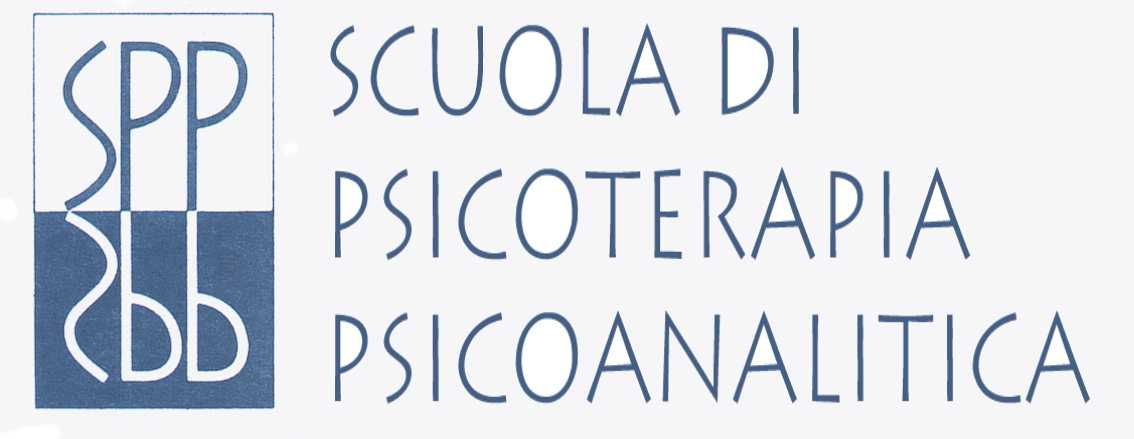 SPP
SCUOLA DI
PSICOTERAPIA
PSICOANALITICA